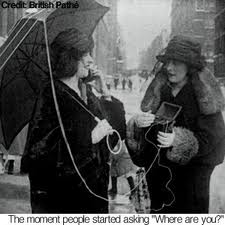 Credit: British Pathé
The moment people started asking "Where are you?"